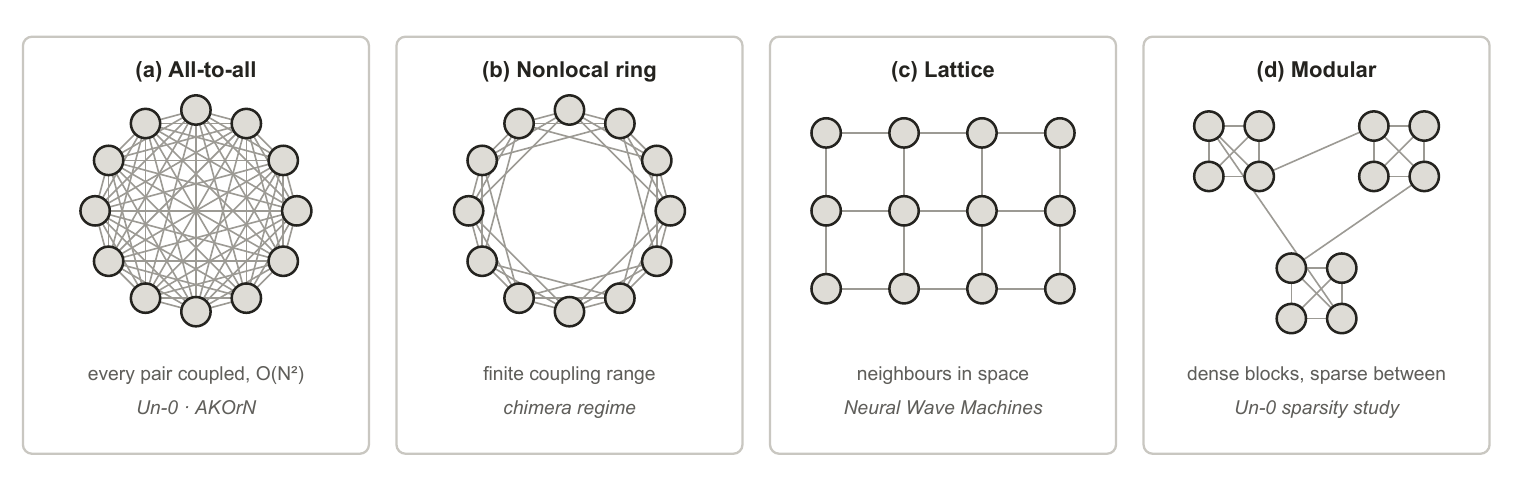 (a) All-to-all
every pair coupled, O(N²)
Un-0 · AKOrN
(b) Nonlocal ring
finite coupling range
chimera regime
(c) Lattice
neighbours in space
Neural Wave Machines
(d) Modular
dense blocks, sparse between
Un-0 sparsity study